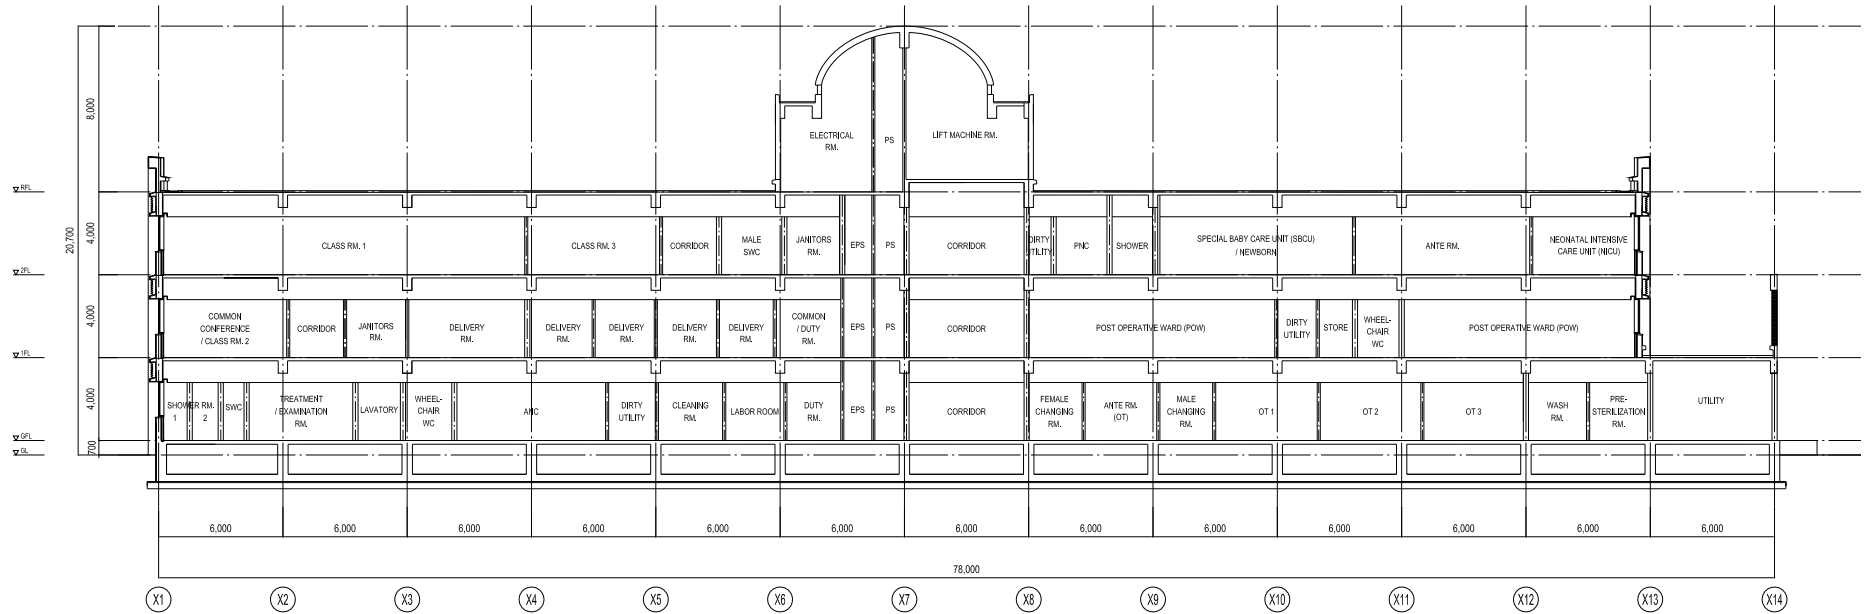 8,000
ELECTRICAL
RM.
PS
LIFT MACHINE RM.
RFL
20,700
4,000
CLASS RM. 1
CLASS RM. 3
CORRIDOR
MALE
SWC
JANITORS
RM.
EPS
PS
CORRIDOR
DIRTY
UTILITY
PNC
SHOWER
SPECIAL BABY CARE UNIT (SBCU)
/ NEWBORN
ANTE RM.
NEONATAL INTENSIVE
CARE UNIT (NICU)
2FL
4,000
COMMON
CONFERENCE
/ CLASS RM. 2
CORRIDOR
JANITORS
RM.
DELIVERY
RM.
DELIVERY
RM.
DELIVERY
RM.
DELIVERY
RM.
DELIVERY
RM.
COMMON
/ DUTY
RM.
EPS
PS
CORRIDOR
POST OPERATIVE WARD (POW)
DIRTY
UTILITY
STORE
WHEEL-
CHAIR
WC
POST OPERATIVE WARD (POW)
1FL
4,000
SHOWER RM.
1
2
SWC
TREATMENT
/ EXAMINATION
RM.
LAVATORY
WHEEL-
CHAIR
WC
ANC
DIRTY
UTILITY
CLEANING
RM.
LABOR ROOM
DUTY
RM.
EPS
PS
CORRIDOR
FEMALE
CHANGING
RM.
ANTE RM.
(OT)
MALE
CHANGING
RM.
OT 1
OT 2
OT 3
WASH
RM.
PRE-
STERILIZATION
RM.
UTILITY
GFL
700
GL
6,000 6,000 6,000 6,000 6,000 6,000 6,000 6,000 6,000 6,000 6,000 6,000 6,000
78,000
X1 X2 X3 X4 X5 X6 X7 X8 X9 X10 X11 X12 X13 X14